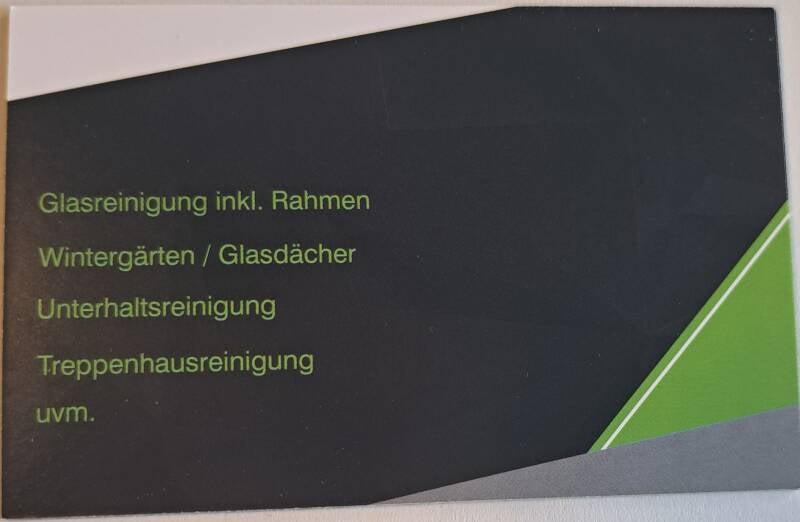 Glasreinigung inkl. Rahmen
Wintergärten / Glasdächer
Unterhaltsreinigung
Treppenhausreinigung
uvm.